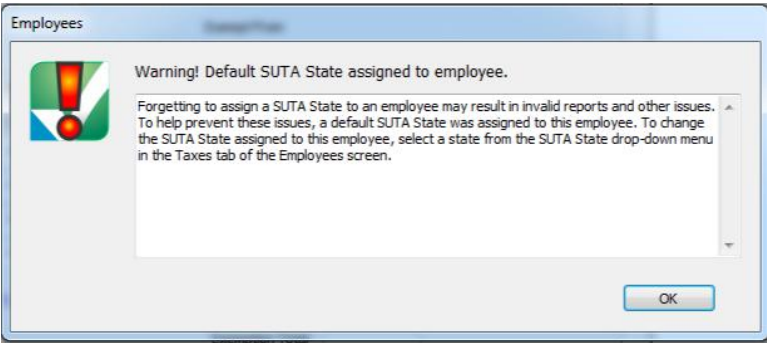 Employees
Warning! Default SUTA State assigned to employee.
Forgetting to assign a SUTA State to an employee may result in invalid reports and other issues.
To help prevent these issues, a default SUTA State was assigned to this employee. To change
the SUTA State assigned to this employee, select a state from the SUTA State drop-down menu
in the Taxes tab of the Employees screen.
OK